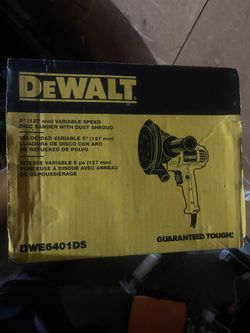 DEWALT
5" (127 mm) VARIABLE SPEED
DISC SANDER WITH DUST SHROUD
VELOCIDAD VARIABLE 5" (127 mm)
LIJADORA DE DISCO CON ARO
DE REFUERZO DE POLVO
VITESSE VARIABLE 5 po (127 mm)
PONCEUSE À DISQUE AVEC ANNEAU
DE DÉPOUSSIÉRAGE
DWE6401DS
GUARANTEED TOUGH.